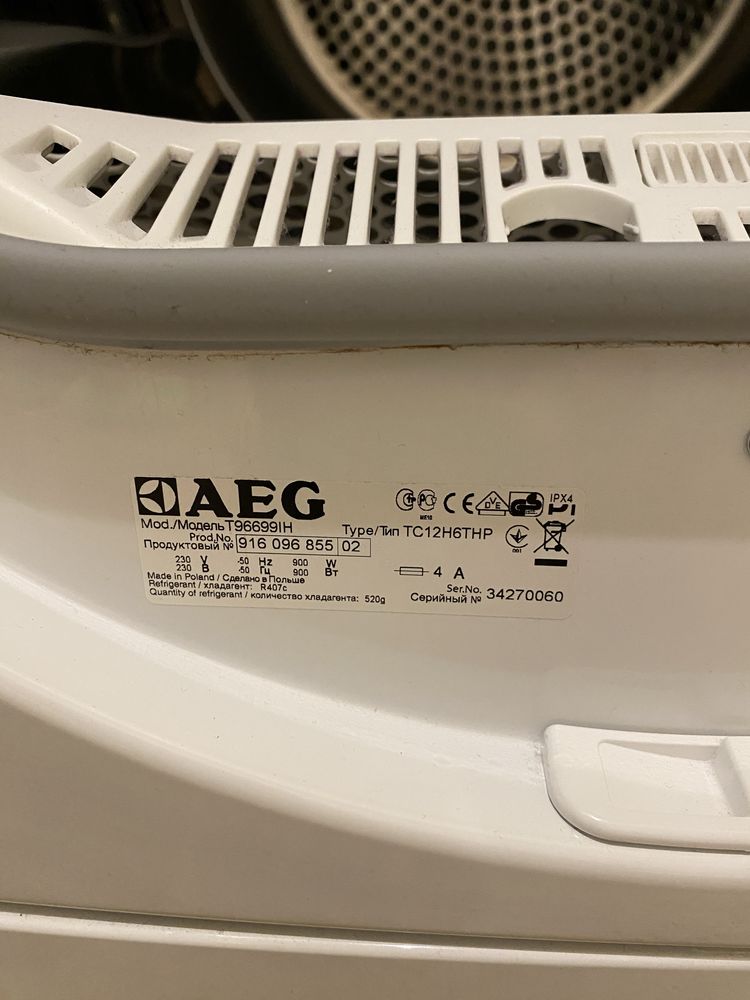 AEG
IPX4
Mod./Модель T96699IH
Type/Тип TC12H6THP
Prod.No.
Продуктовый № 916 096 855 02
230 V ~50 Hz 900 W
230 В ~50 Гц 900 Вт
4 A
Made in Poland / Сделано в Польше
Refrigerant / хладагент: R407c
Quantity of refrigerant / количество хладагента: 520g
Ser.No.
Серийный № 34270060